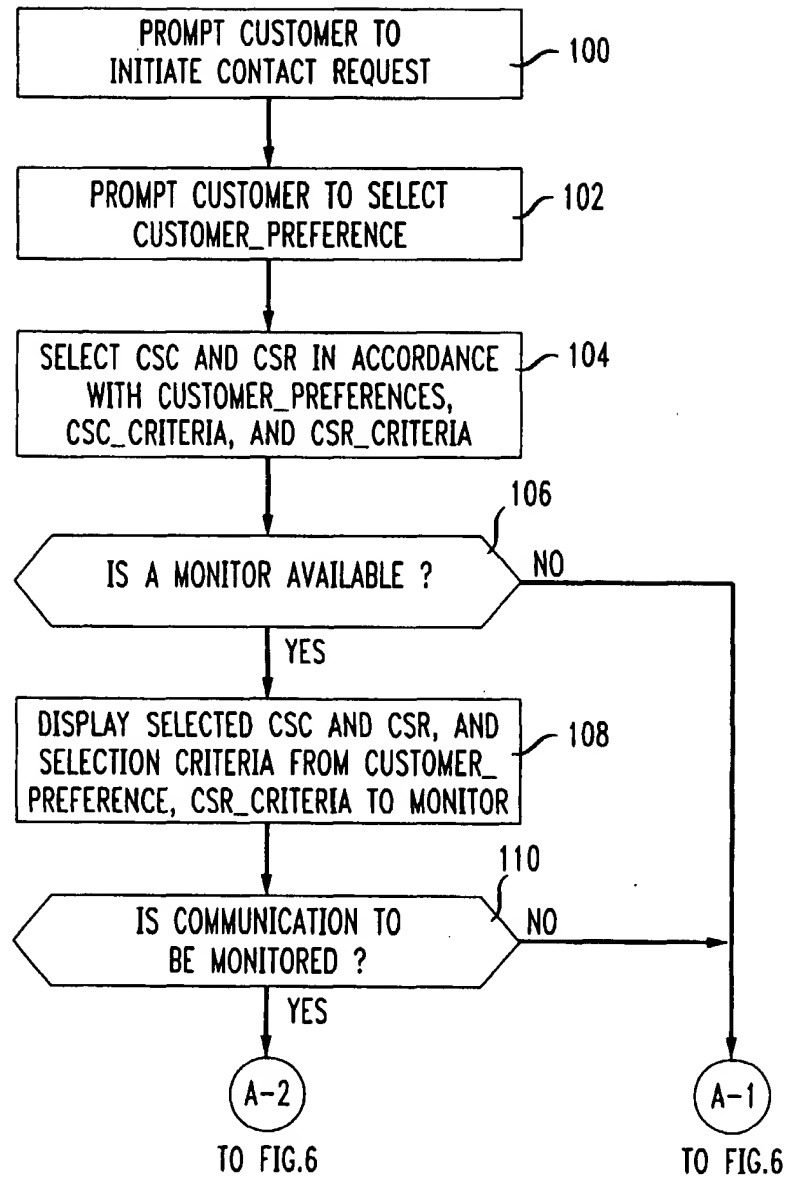 PROMPT CUSTOMER TO
INITIATE CONTACT REQUEST
100
PROMPT CUSTOMER TO SELECT
CUSTOMER_PREFERENCE
102
SELECT CSC AND CSR IN ACCORDANCE
WITH CUSTOMER_PREFERENCES,
CSC_CRITERIA, AND CSR_CRITERIA
104
106
IS A MONITOR AVAILABLE ?
NO
YES
DISPLAY SELECTED CSC AND CSR, AND
SELECTION CRITERIA FROM CUSTOMER_
PREFERENCE, CSR_CRITERIA TO MONITOR
108
110
IS COMMUNICATION TO
BE MONITORED ?
NO
YES
A-2
A-1
TO FIG.6
TO FIG.6